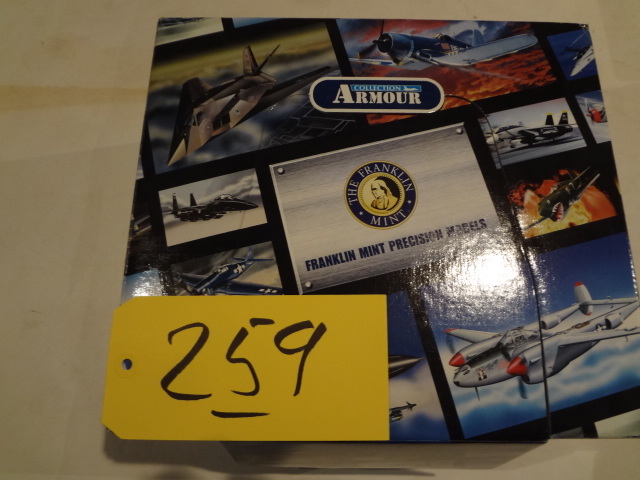 COLLECTION
ARMOUR
THE FRANKLIN MINT
FRANKLIN MINT PRECISION MODELS
259